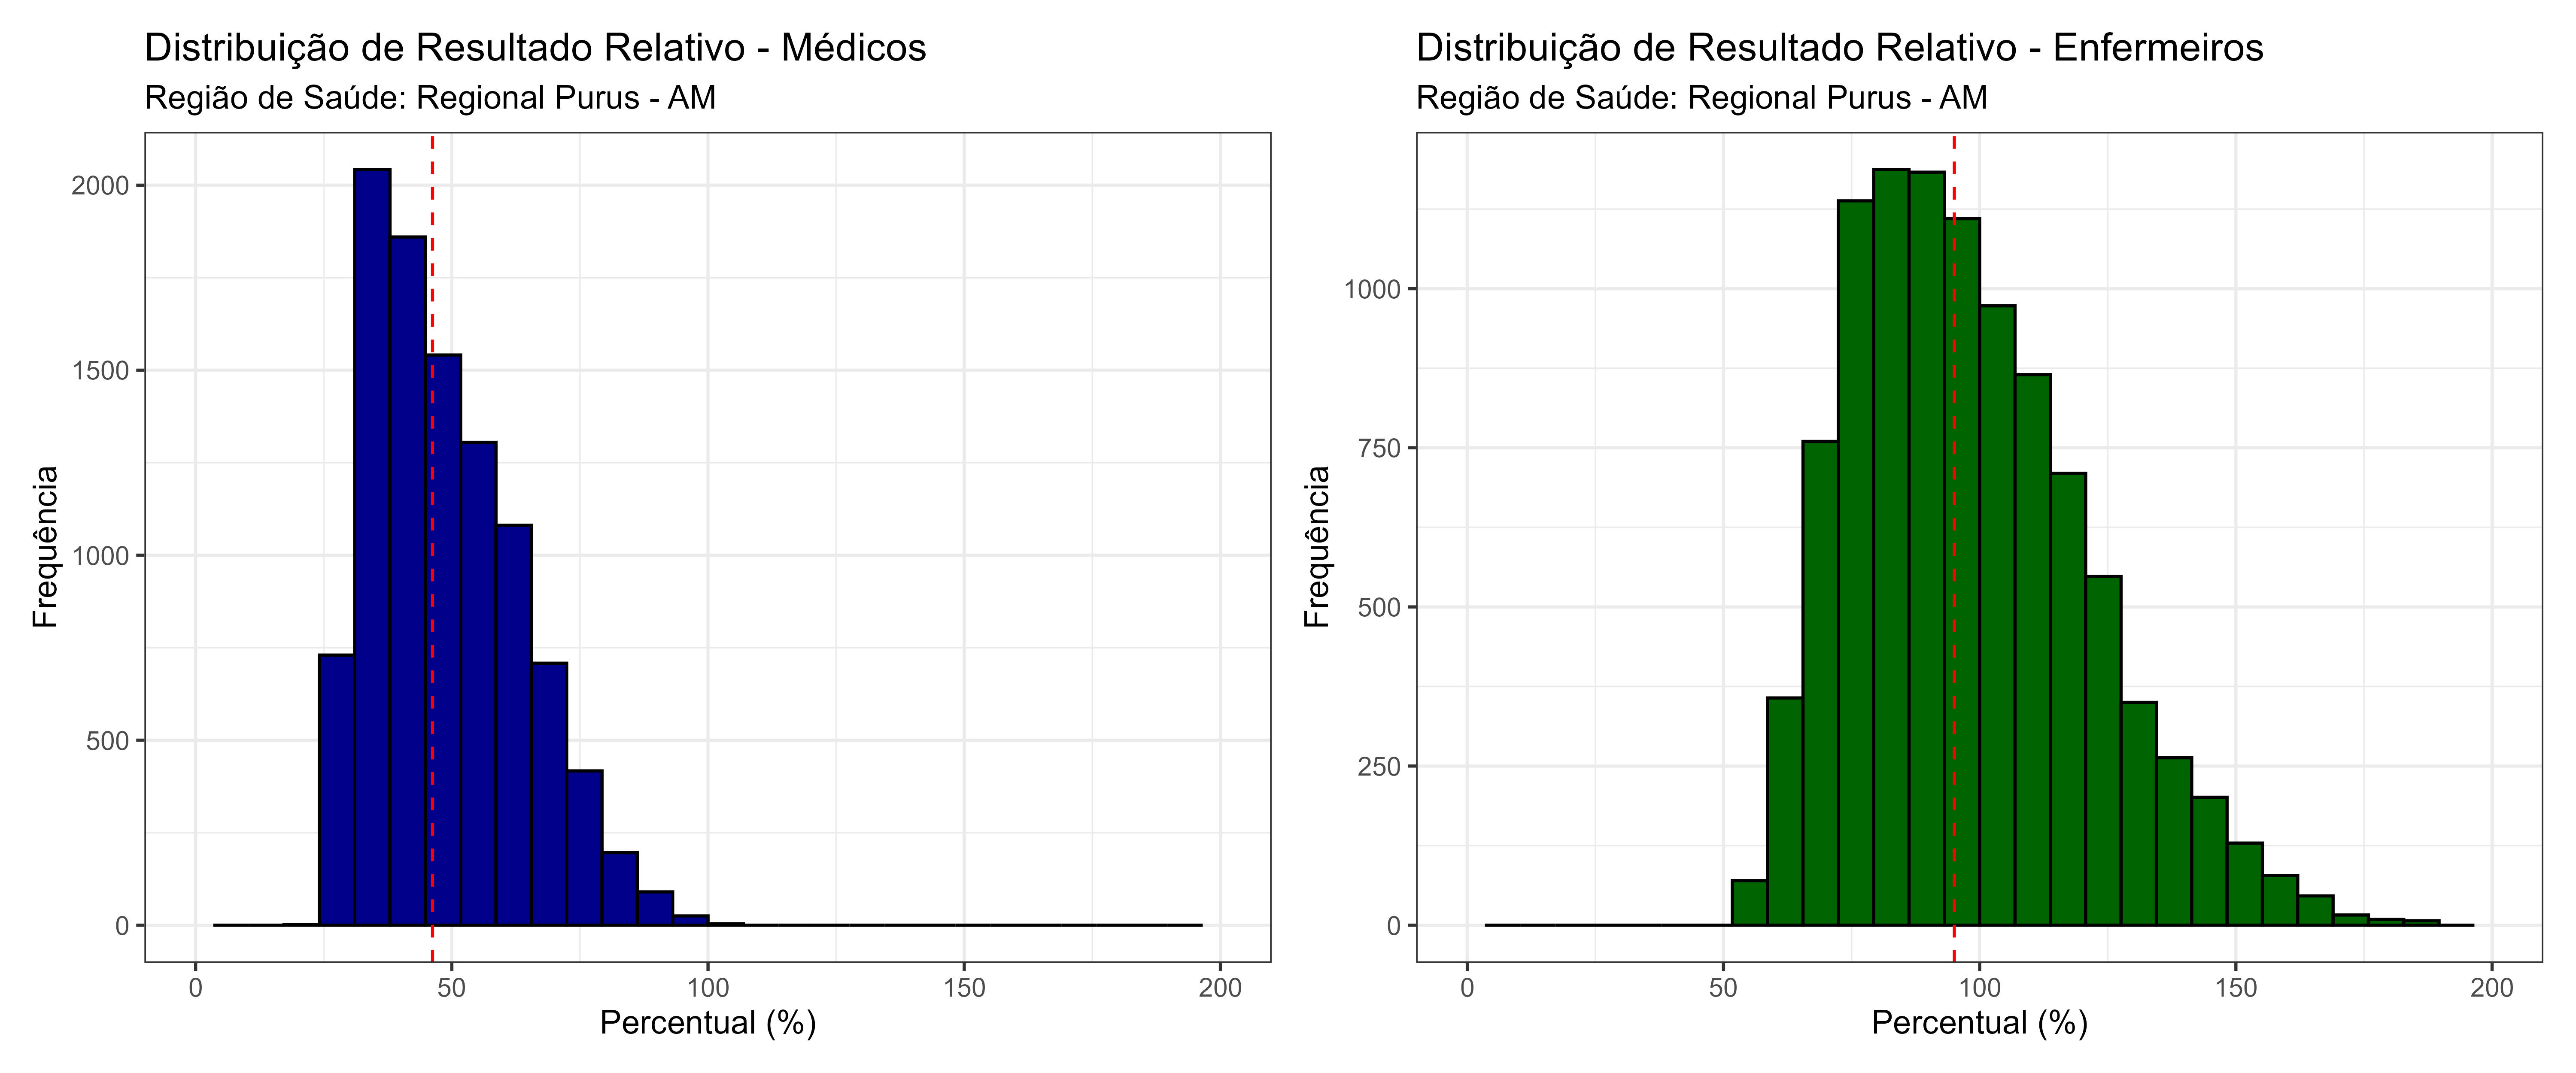 Distribuição de Resultado Relativo - Médicos
Região de Saúde: Regional Purus - AM
Frequência
2000
1500
1000
500
0
0 50 100 150 200
Percentual (%)
Distribuição de Resultado Relativo - Enfermeiros
Região de Saúde: Regional Purus - AM
Frequência
1000
750
500
250
0
0 50 100 150 200
Percentual (%)